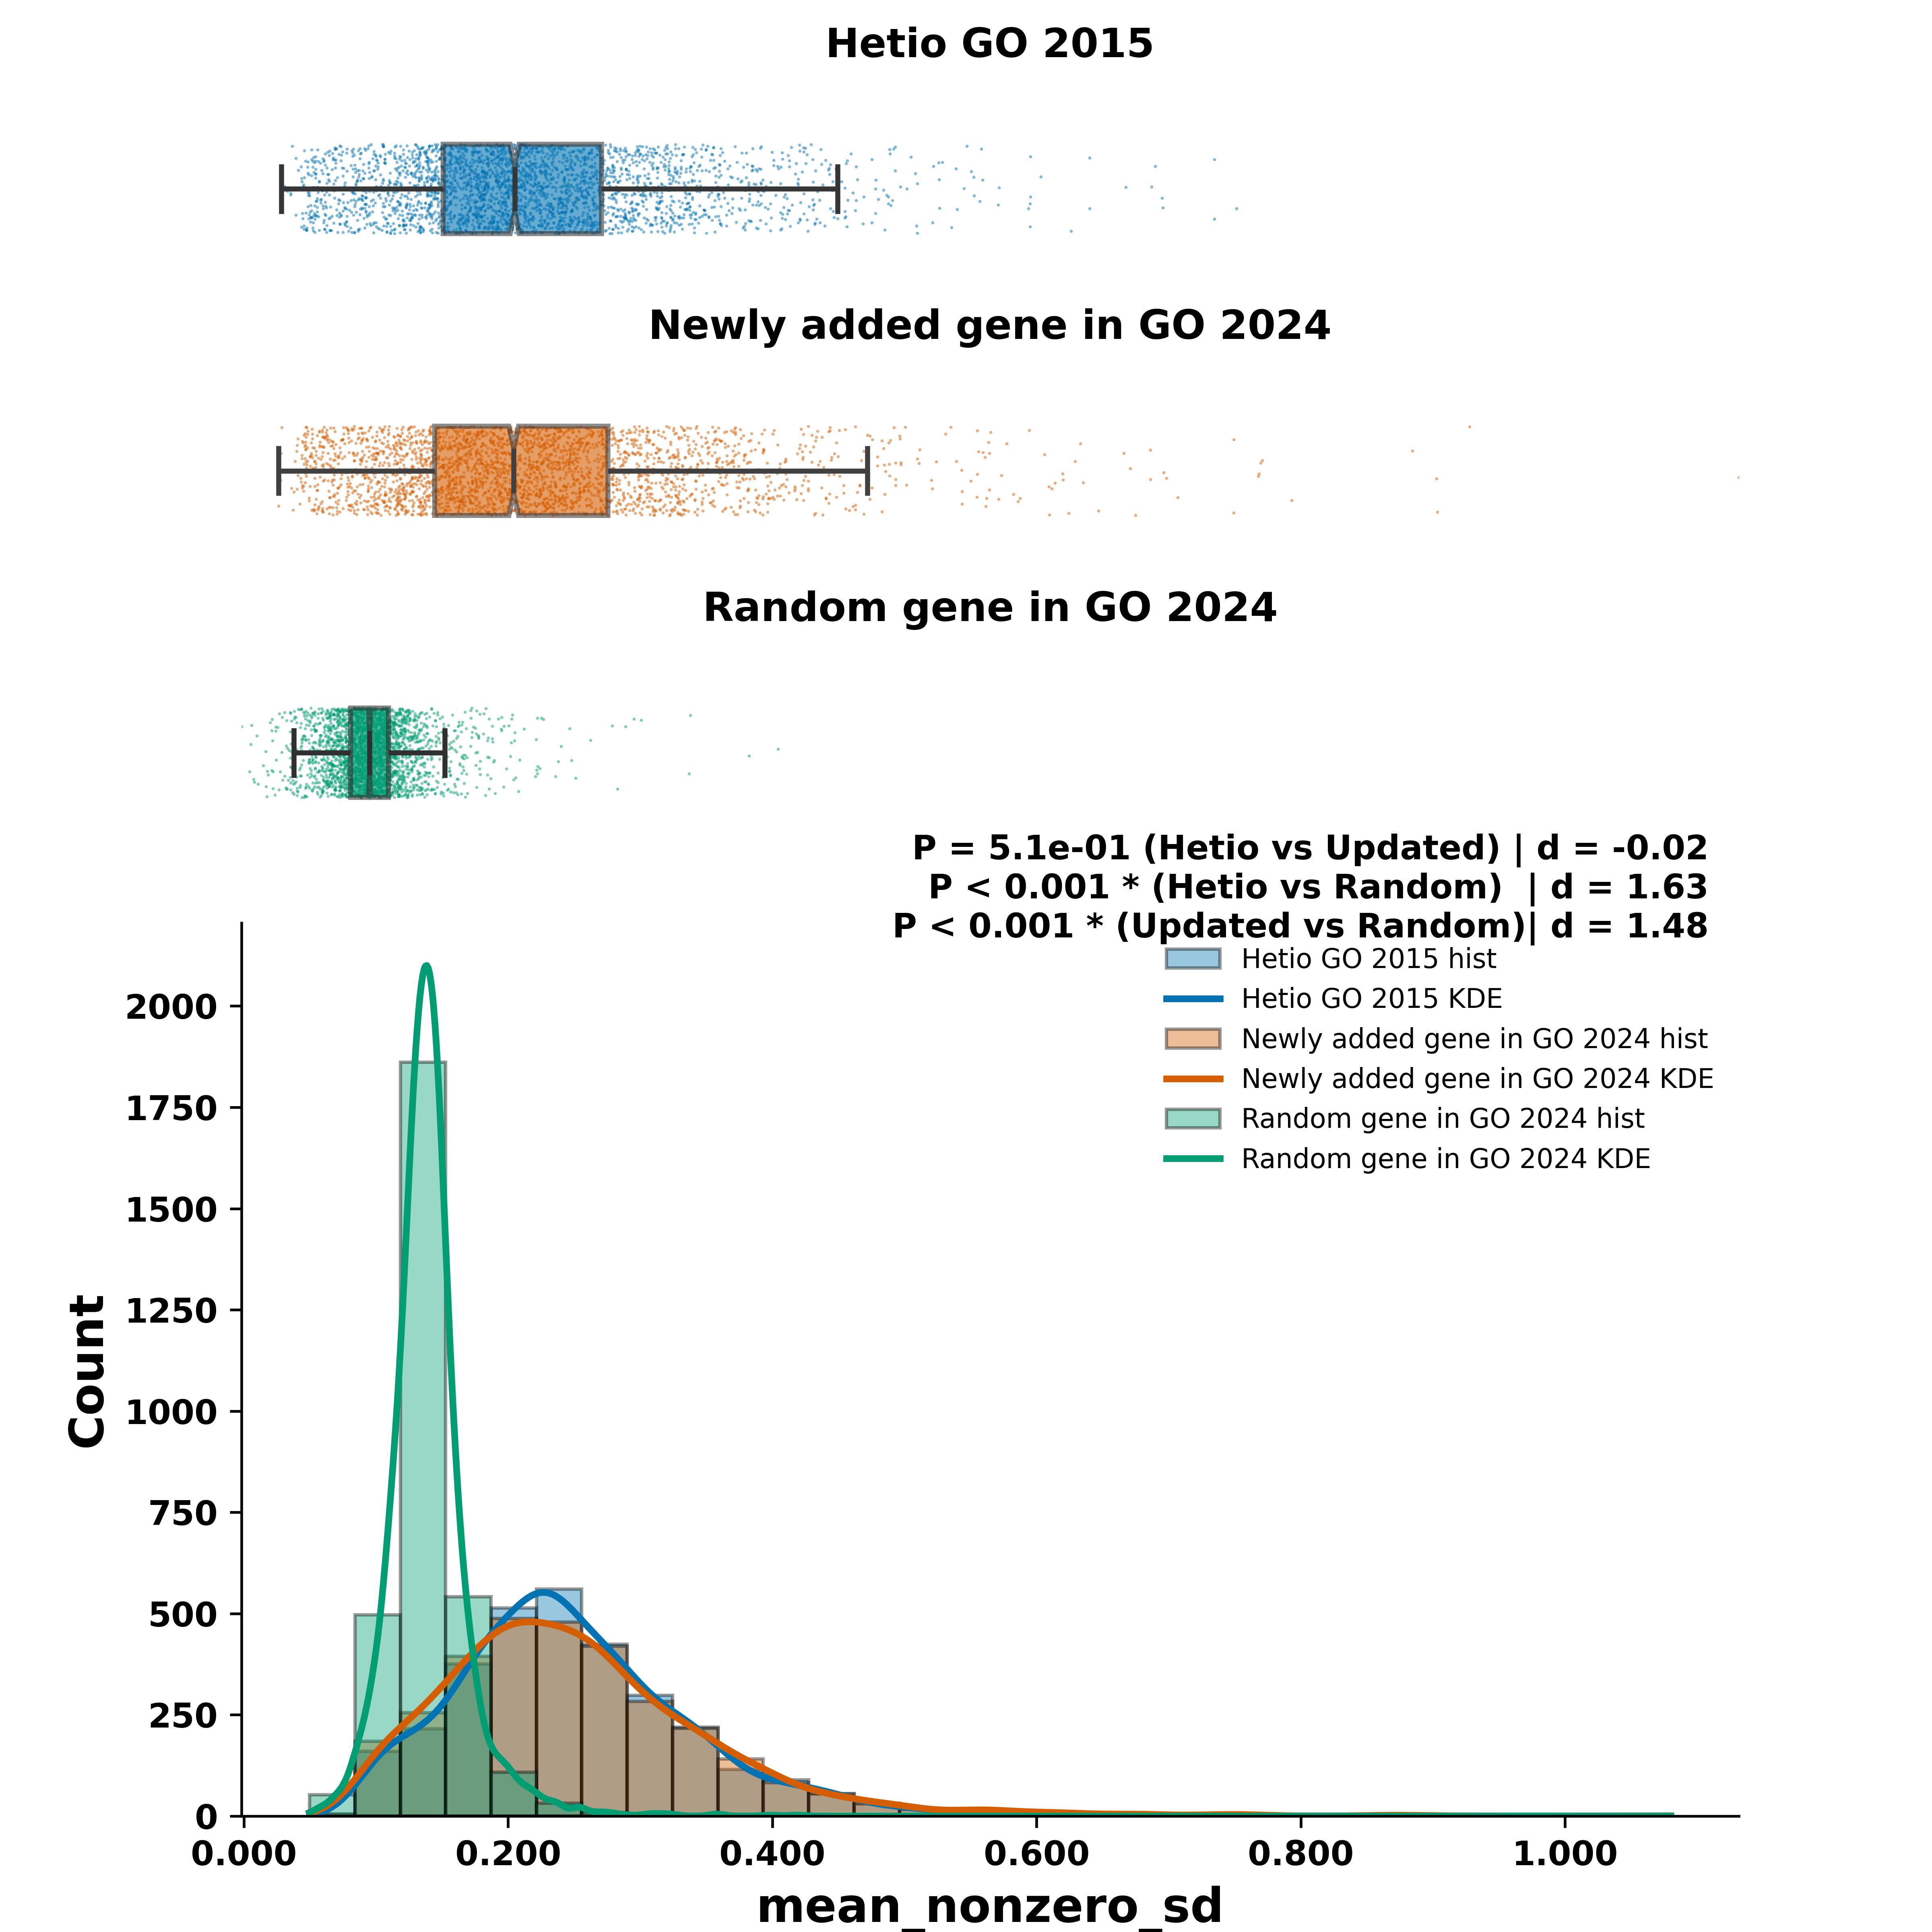 Hetio GO 2015
Newly added gene in GO 2024
Random gene in GO 2024
P = 5.1e-01 (Hetio vs Updated) | d = -0.02
P < 0.001 * (Hetio vs Random) | d = 1.63
P < 0.001 * (Updated vs Random)| d = 1.48
Hetio GO 2015 hist
Hetio GO 2015 KDE
Newly added gene in GO 2024 hist
Newly added gene in GO 2024 KDE
Random gene in GO 2024 hist
Random gene in GO 2024 KDE
Count
2000
1750
1500
1250
1000
750
500
250
0
0.000 0.200 0.400 0.600 0.800 1.000
mean_nonzero_sd